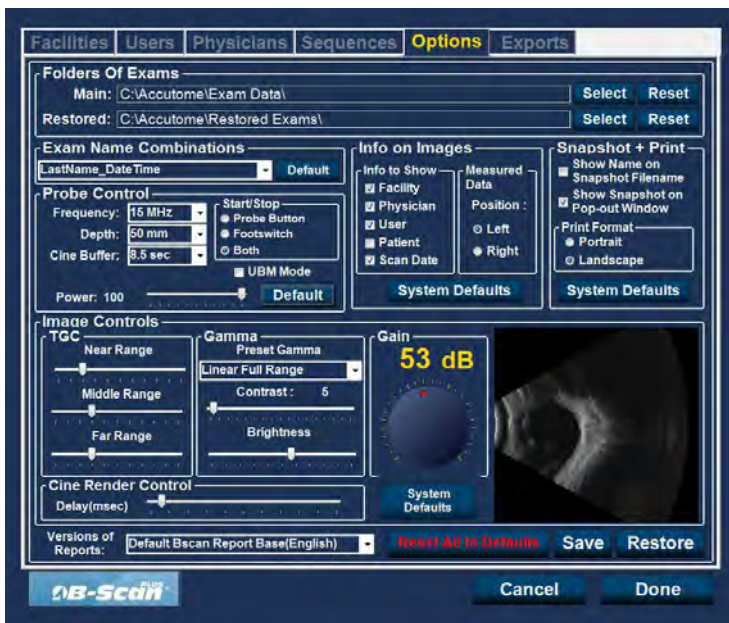 Facilities Users Physicians Sequences Options Exports
Folders Of Exams
Main: C:\Accutome\Exam Data\ Select Reset
Restored: C:\Accutome\Restored Exams\ Select Reset
Exam Name Combinations
LastName_DateTime Default
Probe Control
Frequency: 15 MHz
Depth: 50 mm
Cine Buffer: 8.5 sec
Start/Stop
Probe Button
Footswitch
Both
UBM Mode
Power: 100 Default
Info on Images
Info to Show
Facility
Physician
User
Patient
Scan Date
Measured
Data
Position :
Left
Right
System Defaults
Snapshot + Print
Show Name on
Snapshot Filename
Show Snapshot on
Pop-out Window
Print Format
Portrait
Landscape
System Defaults
Image Controls
TGC
Near Range
Middle Range
Far Range
Gamma
Preset Gamma
Linear Full Range
Contrast : 5
Brightness
Gain
53 dB
System
Defaults
Cine Render Control
Delay(msec)
Versions of
Reports: Default Bscan Report Base(English) Reset All to Defaults Save Restore
B-Scan PLUS Cancel Done